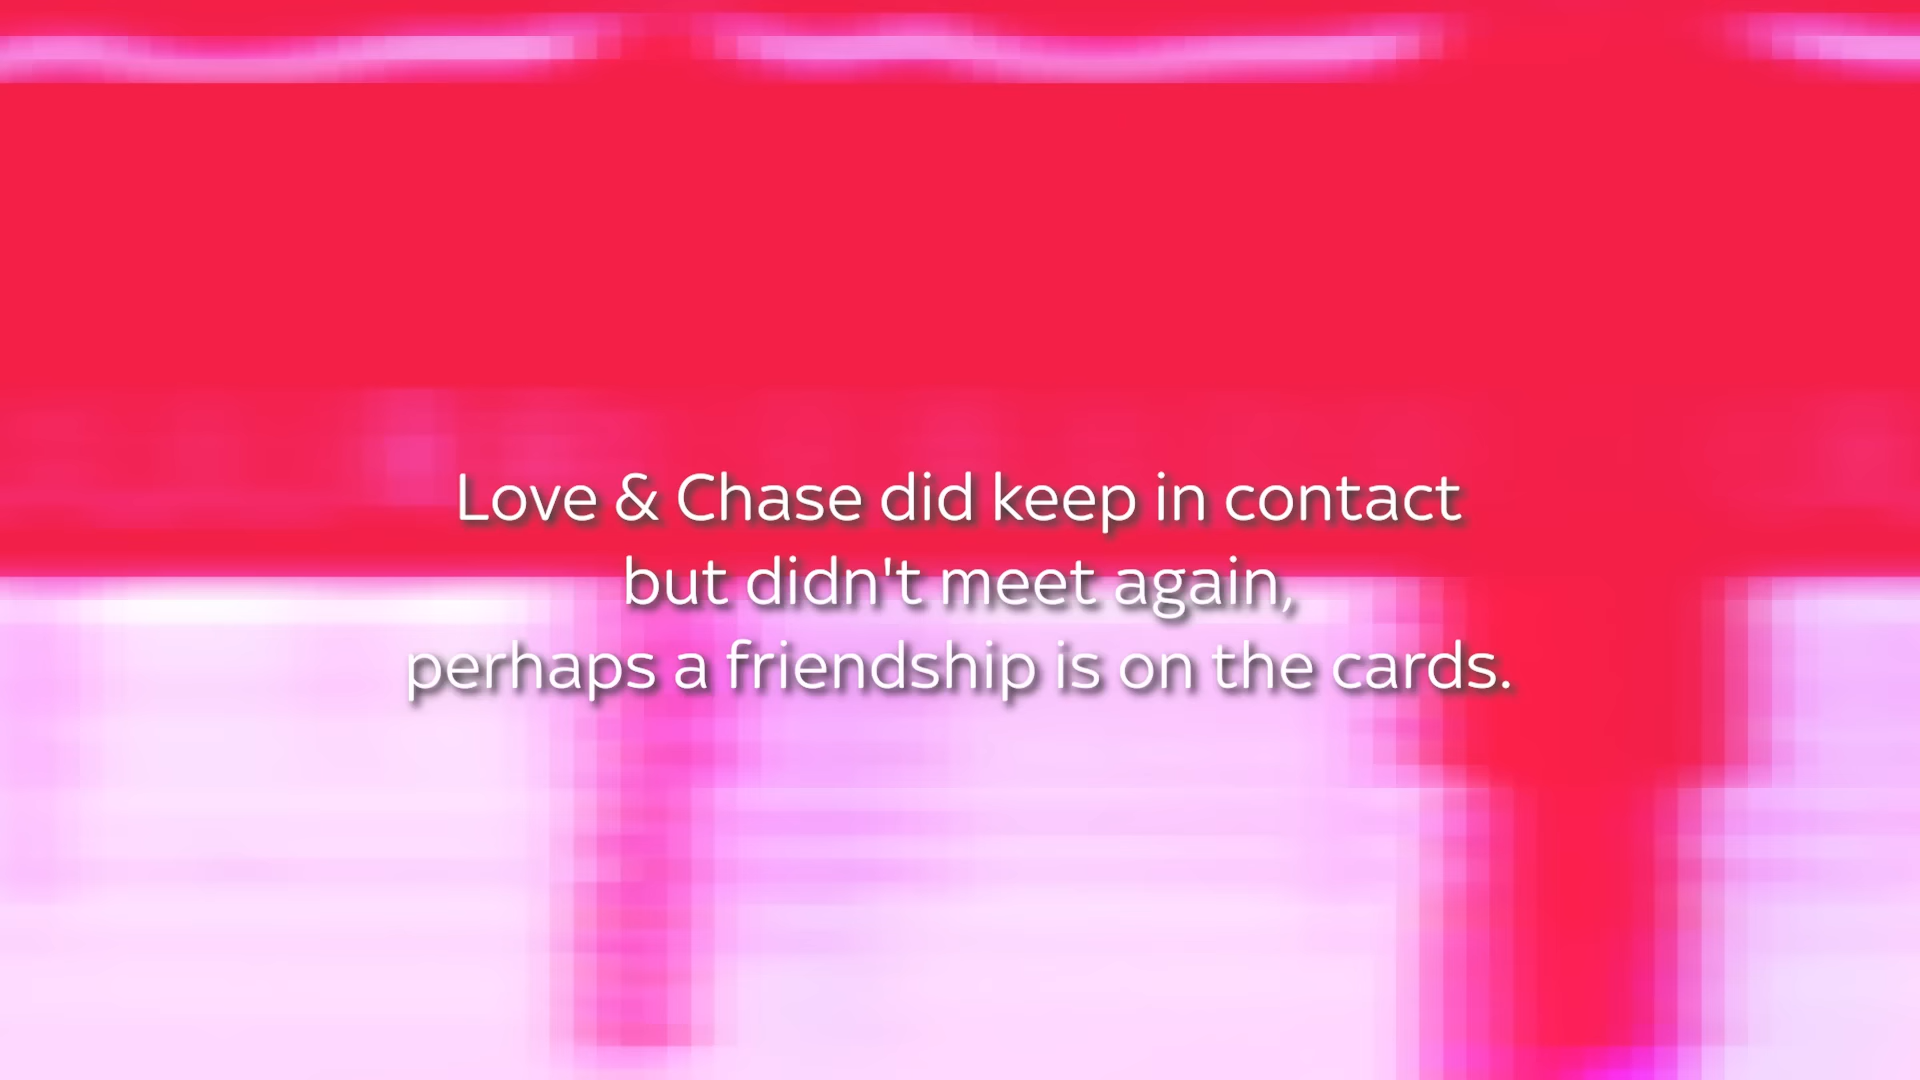 Love & Chase did keep in contact
but didn't meet again,
perhaps a friendship is on the cards.